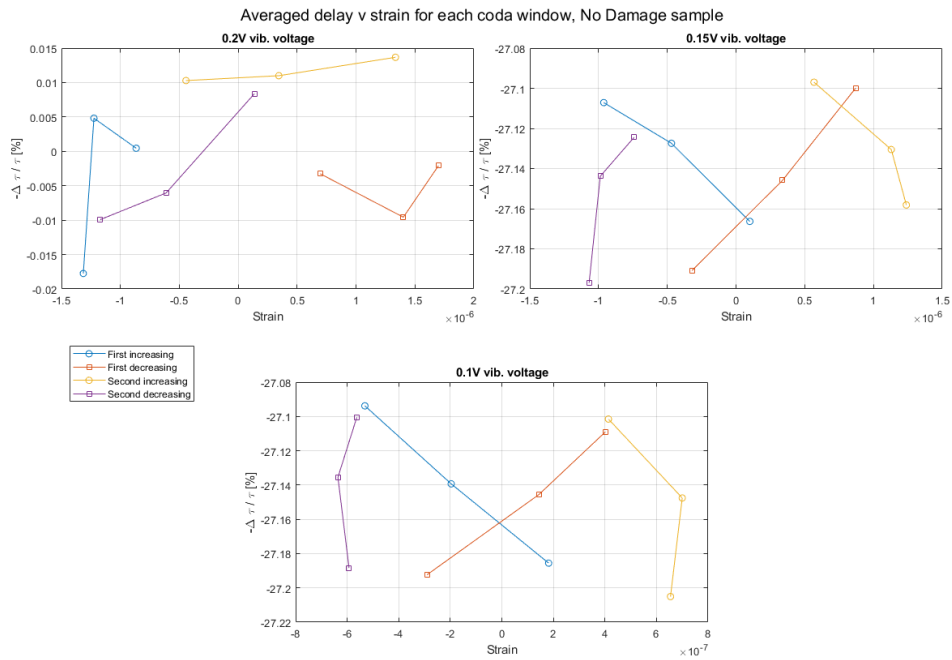 Averaged delay v strain for each coda window, No Damage sample
0.2V vib. voltage
0.015
0.01
0.005
0
-0.005
-0.01
-0.015
-0.02
-Δ τ / τ [%]
-1.5 -1 -0.5 0 0.5 1 1.5 2
Strain
×10⁻⁶
0.15V vib. voltage
-27.08
-27.1
-27.12
-27.14
-27.16
-27.18
-27.2
-Δ τ / τ [%]
-1.5 -1 -0.5 0 0.5 1 1.5
Strain
×10⁻⁶
First increasing
First decreasing
Second increasing
Second decreasing
0.1V vib. voltage
-27.08
-27.1
-27.12
-27.14
-27.16
-27.18
-27.2
-27.22
-Δ τ / τ [%]
-8 -6 -4 -2 0 2 4 6 8
Strain
×10⁻⁷